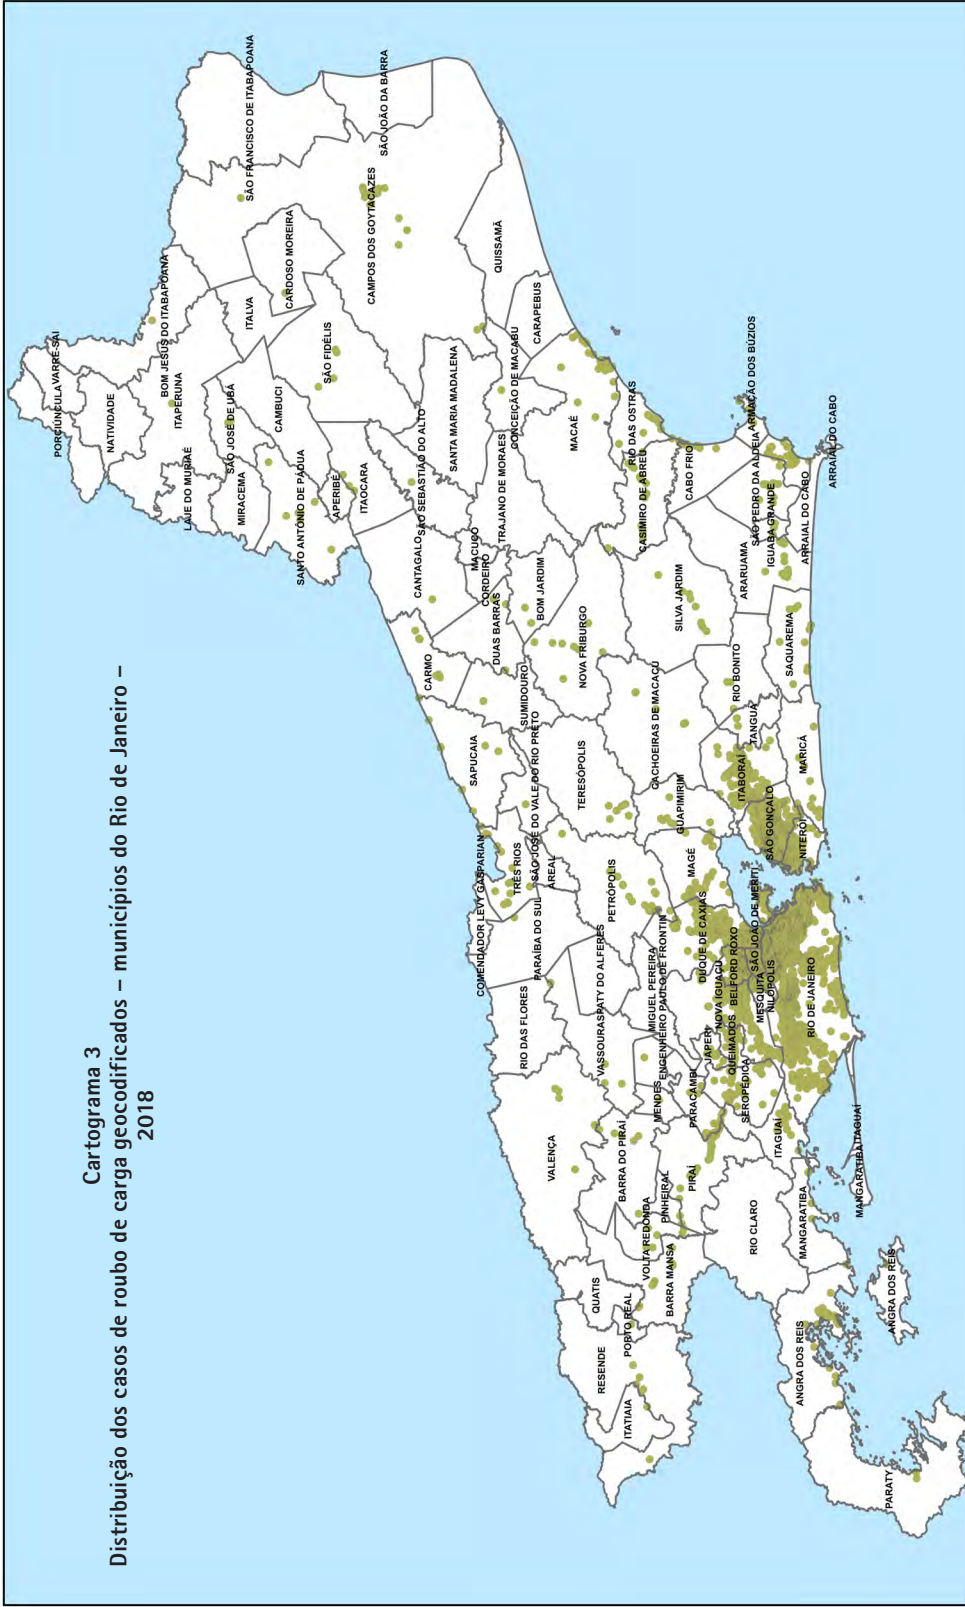 Cartograma 3
Distribuição dos casos de roubo de carga geocodificados – municípios do Rio de Janeiro –
2018
PORCIÚNCULA
VARRE-SAI
NATIVIDADE
BOM JESUS DO ITABAPOANA
ITAPERUNA
LAJE DO MURIAÉ
SÃO JOSÉ DE UBÁ
MIRACEMA
ITALVA
CAMBUCI
SANTO ANTÔNIO DE PÁDUA
SÃO FRANCISCO DE ITABAPOANA
CARDOSO MOREIRA
SÃO FIDÉLIS
APERIBÉ
ITAOCARA
CAMPOS DOS GOYTACAZES
SÃO JOÃO DA BARRA
CANTAGALO
SÃO SEBASTIÃO DO ALTO
SANTA MARIA MADALENA
CARMO
MACUCO
CORDEIRO
TRAJANO DE MORAES
CONCEIÇÃO DE MACABU
QUISSAMÃ
CARAPEBUS
DUAS BARRAS
BOM JARDIM
SUMIDOURO
NOVA FRIBURGO
MACAÉ
SAPUCAIA
SÃO JOSÉ DO VALE DO RIO PRETO
TERESÓPOLIS
COMENDADOR LEVY GASPARIAN
TRÊS RIOS
AREAL
PARAÍBA DO SUL
PETRÓPOLIS
RIO DAS FLORES
VASSOURAS
PATY DO ALFERES
MIGUEL PEREIRA
ENGENHEIRO PAULO DE FRONTIN
MENDES
VALENÇA
BARRA DO PIRAÍ
CACHOEIRAS DE MACACU
SILVA JARDIM
CASIMIRO DE ABREU
RIO DAS OSTRAS
CABO FRIO
ARMAÇÃO DOS BÚZIOS
SÃO PEDRO DA ALDEIA
IGUABA GRANDE
ARARUAMA
ARRAIAL DO CABO
ARRAIAL DO CABO
SAQUAREMA
RIO BONITO
TANGUÁ
ITABORAÍ
MARICÁ
SÃO GONÇALO
NITERÓI
GUAPIMIRIM
MAGÉ
DUQUE DE CAXIAS
SÃO JOÃO DE MERITI
BELFORD ROXO
NOVA IGUAÇU
MESQUITA
NILÓPOLIS
RIO DE JANEIRO
JAPERI
QUEIMADOS
SEROPÉDICA
PARACAMBI
ITAGUAÍ
PIRAÍ
PINHEIRAL
VOLTA REDONDA
BARRA MANSA
RIO CLARO
MANGARATIBA
MANGARATIBA
ITAGUAÍ
QUATIS
PORTO REAL
RESENDE
ITATIAIA
ANGRA DOS REIS
ANGRA DOS REIS
PARATY